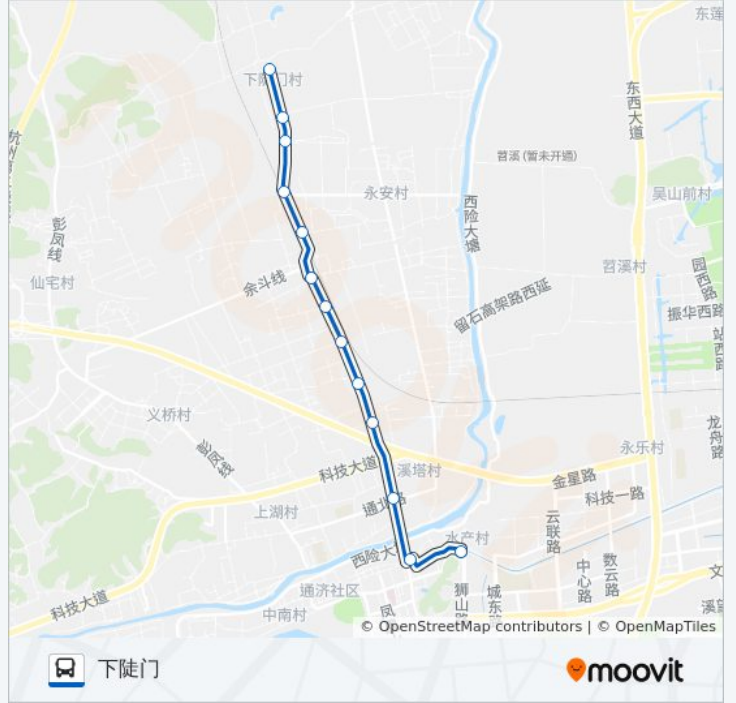 东莲
下陡门村
东西大道
苕溪 (暂未开通)
永安村
吴山前村
西险大塘
彭凤线
苕溪村
园西路
仙宅村
余斗线
留石高架路西延
振华西路
站西路
义桥村
彭凤线
龙舟路
永乐村
科技大道
溪塔村
金星路
科技一路
通北路
上湖村
云联路
水产村
西险大
数云路
中心路
文
通济社区
狮山路
城东路
科技大道
中南村
凤
© OpenStreetMap contributors | © OpenMapTiles
下陡门
moovit